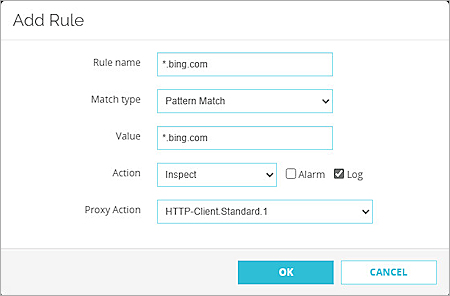 Add Rule
Rule name *.bing.com
Match type Pattern Match
Value *.bing.com
Action Inspect Alarm Log
Proxy Action HTTP-Client.Standard.1
OK CANCEL